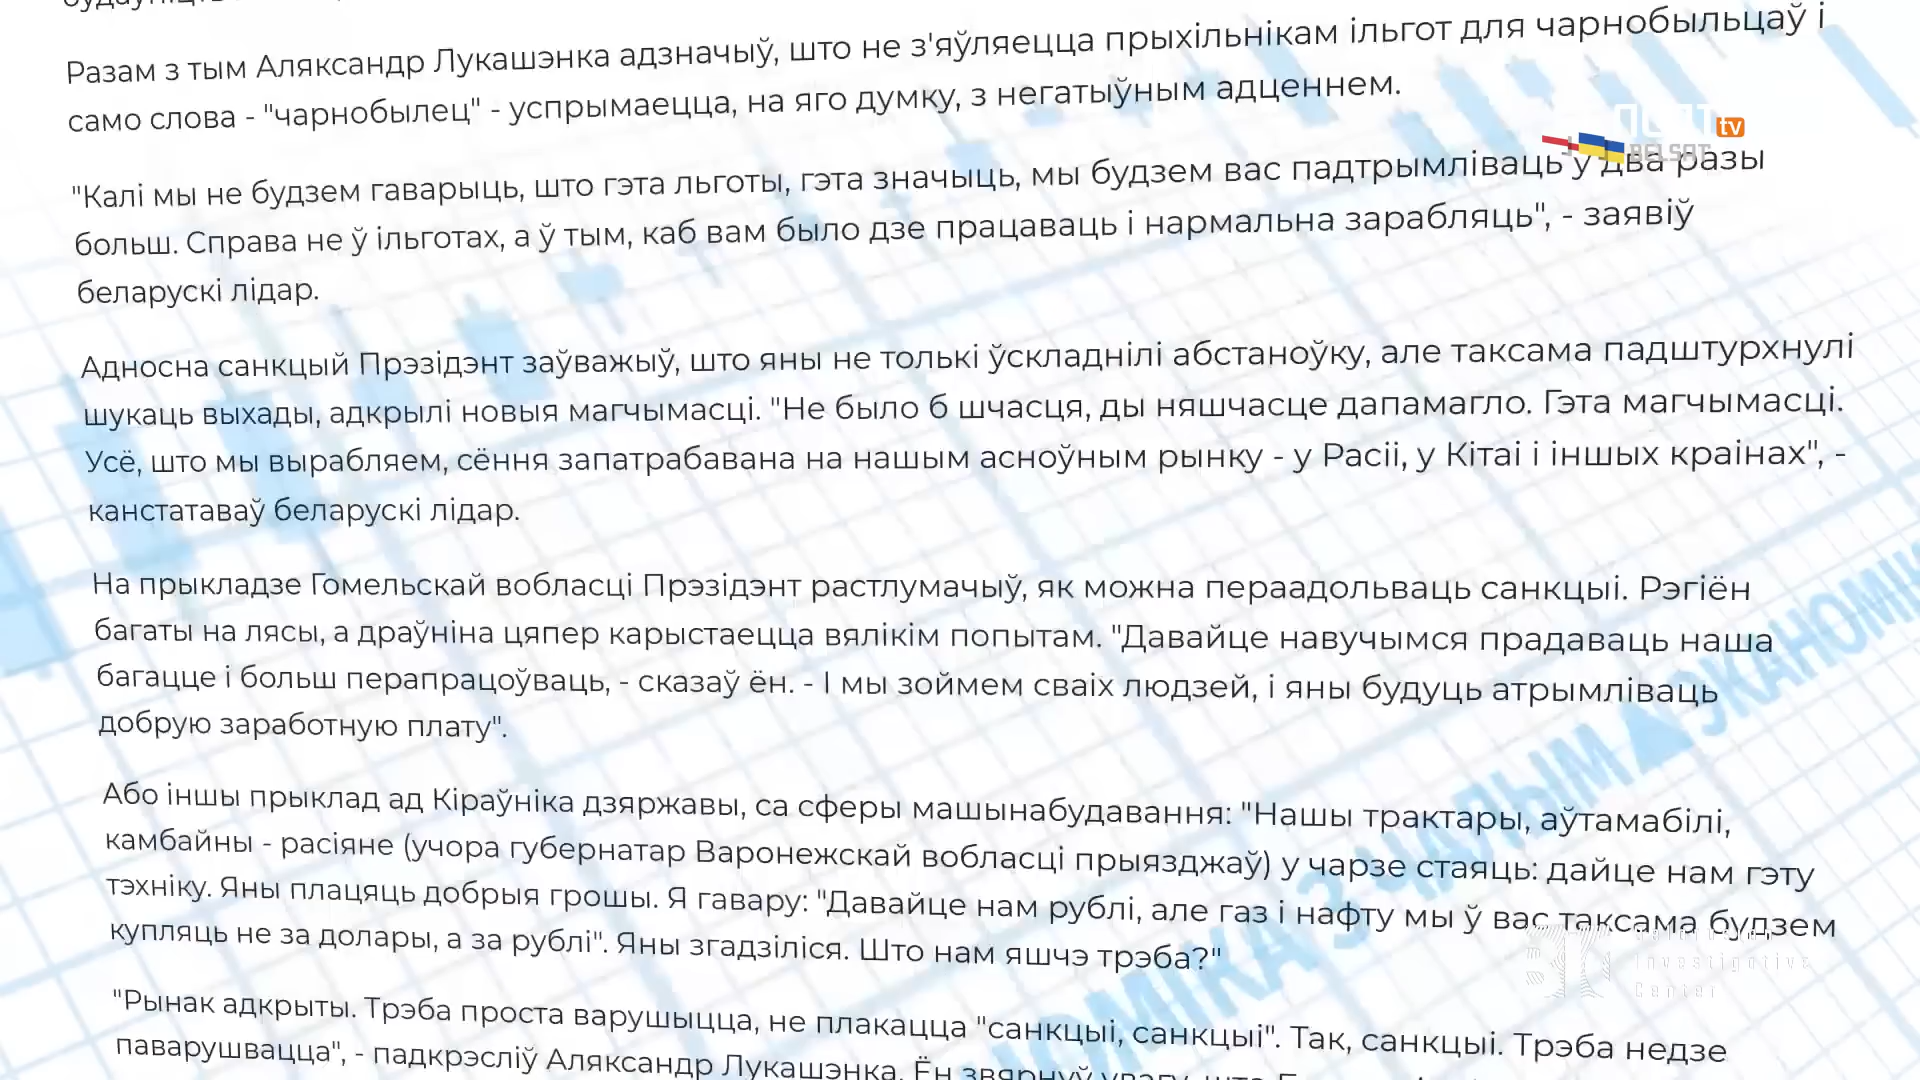 Разам з тым Аляксандр Лукашэнка адзначыў, што не з'яўляецца прыхільнікам ільгот для чарнобыльцаў і
само слова - "чарнобылец" - успрымаецца, на яго думку, з негатыўным адценнем.
tv
BELSAT
"Калі мы не будзем гаварыць, што гэта льготы, гэта значыць, мы будзем вас падтрымліваць у два разы
больш. Справа не ў ільготах, а ў тым, каб вам было дзе працаваць і нармальна зарабляць", - заявіў
беларускі лідар.
Адносна санкцый Прэзідэнт заўважыў, што яны не толькі ўскладнілі абстаноўку, але таксама падштурхнулі
шукаць выхады, адкрылі новыя магчымасці. "Не было б шчасця, ды няшчасце дапамагло. Гэта магчымасці.
Усё, што мы вырабляем, сёння запатрабавана на нашым асноўным рынку - у Расіі, у Кітаі і іншых краінах", -
канстатаваў беларускі лідар.
На прыкладзе Гомельскай вобласці Прэзідэнт растлумачыў, як можна пераадольваць санкцыі. Рэгіён
багаты на лясы, а драўніна цяпер карыстаецца вялікім попытам. "Давайце навучымся прадаваць наша
багацце і больш перапрацоўваць, - сказаў ён. - І мы зоймем сваіх людзей, і яны будуць атрымліваць
добрую заработную плату".
Або іншы прыклад ад Кіраўніка дзяржавы, са сферы машынабудавання: "Нашы трактары, аўтамабілі,
камбайны - расіяне (учора губернатар Варонежскай вобласці прыязджаў) у чарзе стаяць: дайце нам гэту
тэхніку. Яны плацяць добрыя грошы. Я гавару: "Давайце нам рублі, але газ і нафту мы ў вас таксама будзем
купляць не за долары, а за рублі". Яны згадзіліся. Што нам яшчэ трэба?"
Investigative
Center
"Рынак адкрыты. Трэба проста варушыцца, не плакацца "санкцыі, санкцыі". Так, санкцыі. Трэба недзе
паварушвацца", - падкрэсліў Аляксандр Лукашэнка. Ён звярнуў увагу, што